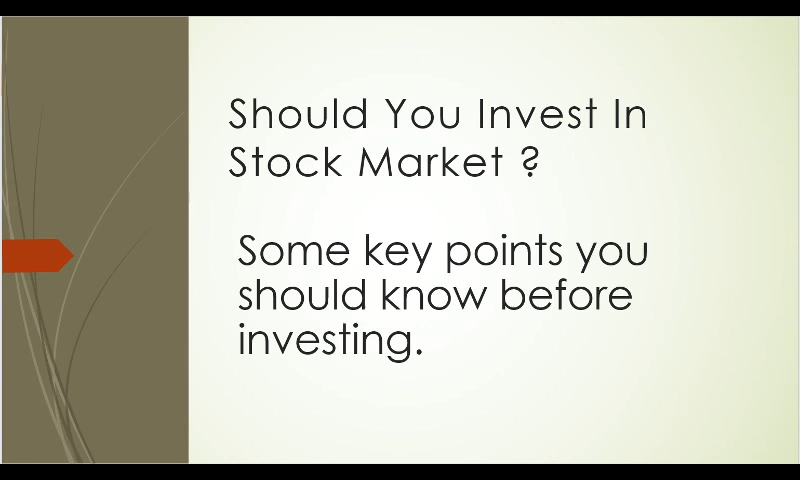 Should You Invest In
Stock Market ?
Some key points you
should know before
investing.